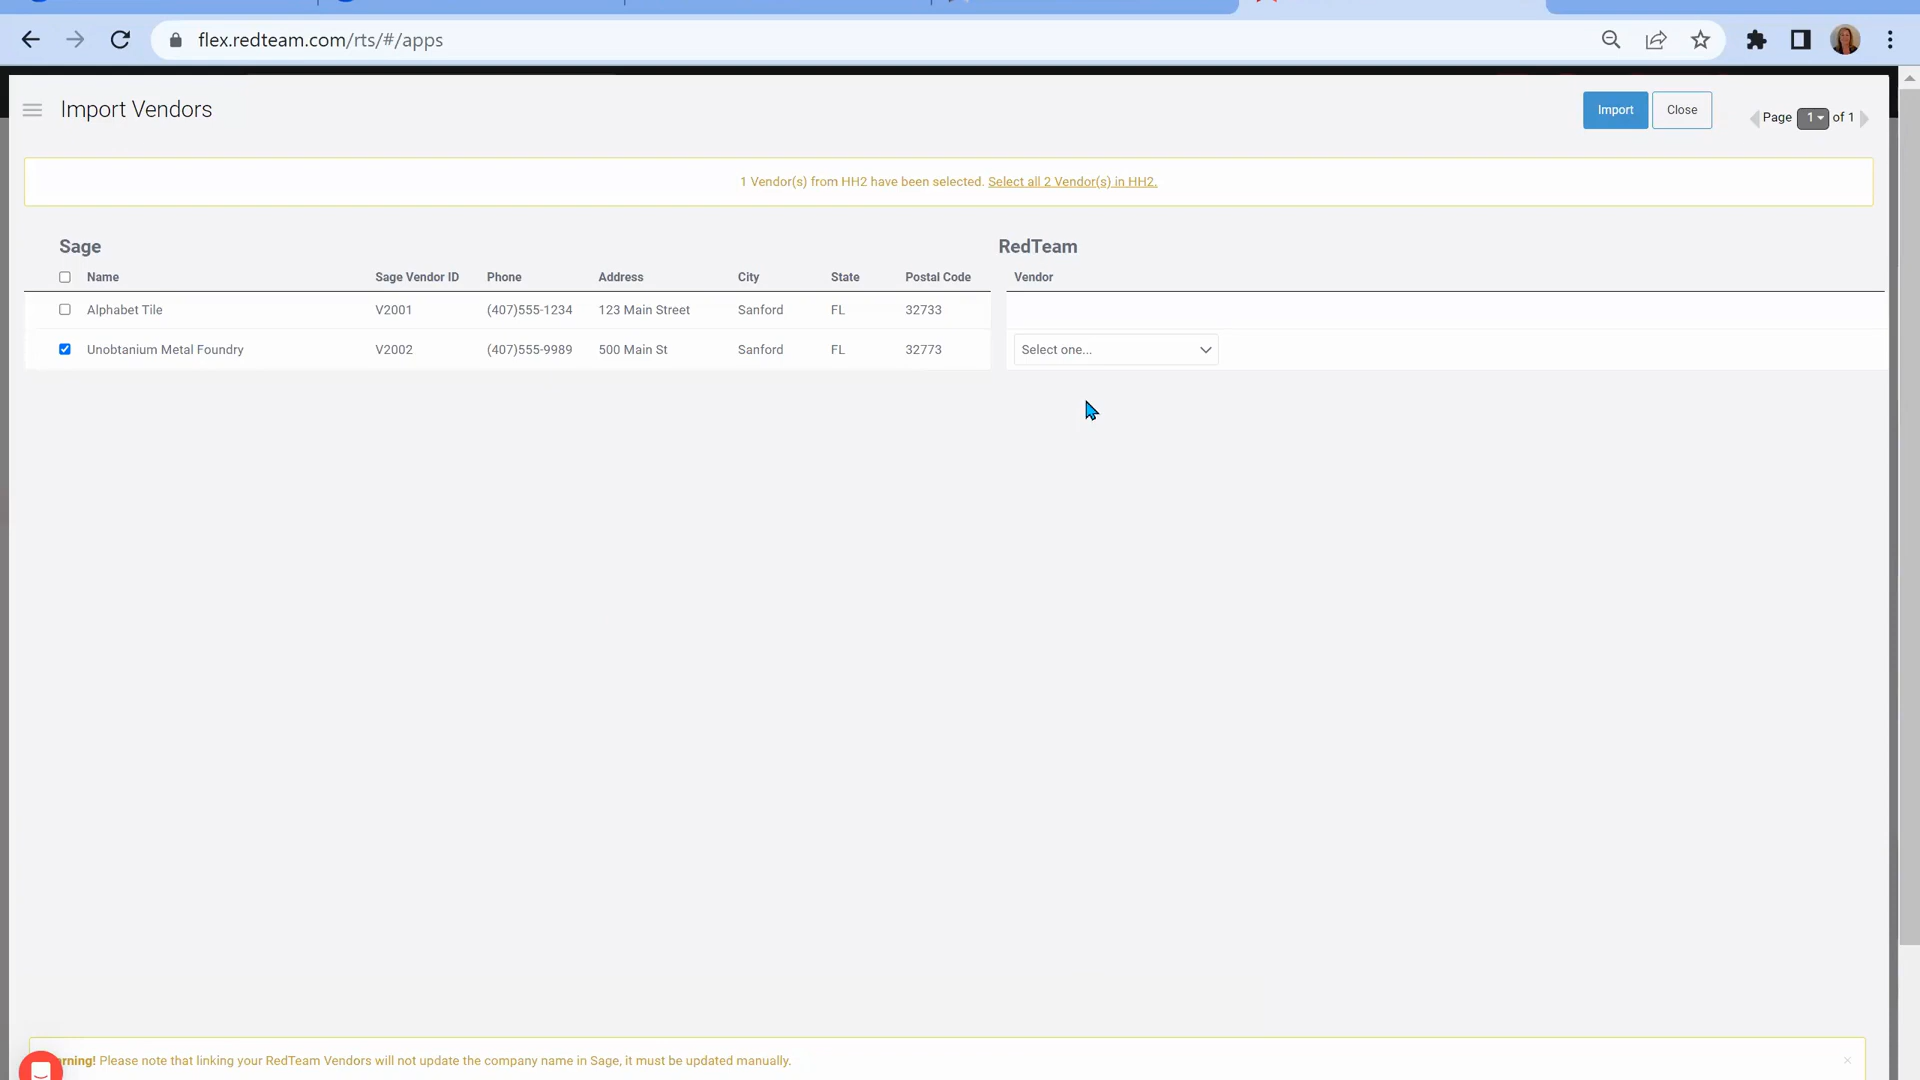 flex.redteam.com/rts/#/apps
Import Vendors
Import
Close
Page 1 of 1
1 Vendor(s) from HH2 have been selected. Select all 2 Vendor(s) in HH2.
Sage
RedTeam
Name Sage Vendor ID Phone Address City State Postal Code Vendor
Alphabet Tile V2001 (407)555-1234 123 Main Street Sanford FL 32733
Unobtanium Metal Foundry V2002 (407)555-9989 500 Main St Sanford FL 32773 Select one...
rning! Please note that linking your RedTeam Vendors will not update the company name in Sage, it must be updated manually.